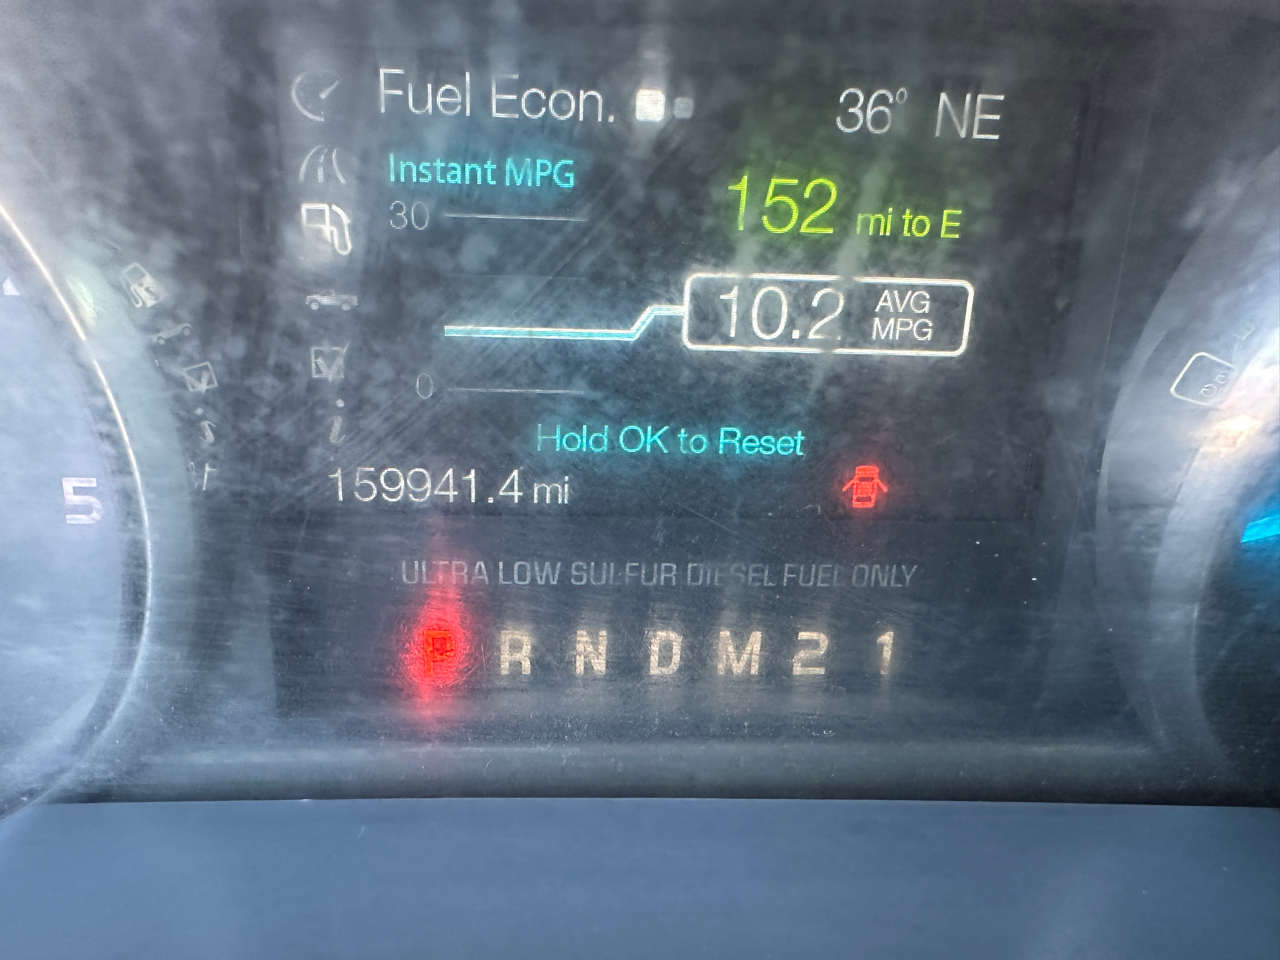 Fuel Econ. 36° NE
Instant MPG
30
152 mi to E
10.2 AVG MPG
0
Hold OK to Reset
159941.4 mi
5
ULTRA LOW SULFUR DIESEL FUEL ONLY
P R N D M 2 1